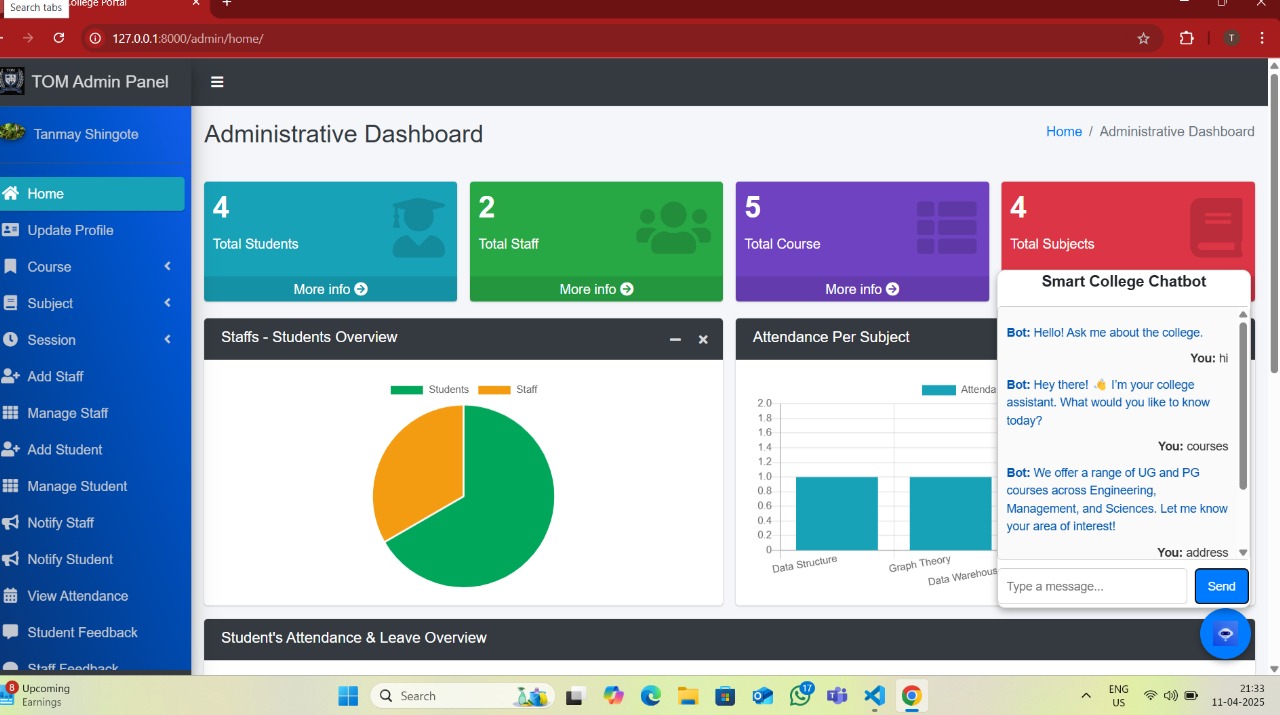 Search tabs
ollege Portal
127.0.0.1:8000/admin/home/
T
TOM Admin Panel
Tanmay Shingote
Home
Update Profile
Course
Subject
Session
Add Staff
Manage Staff
Add Student
Manage Student
Notify Staff
Notify Student
View Attendance
Student Feedback
Staff Feedback
Administrative Dashboard
Home / Administrative Dashboard
4
Total Students
More info
2
Total Staff
More info
5
Total Course
More info
4
Total Subjects
Staffs - Students Overview
Students
Staff
Attendance Per Subject
Attenda
2.0
1.8
1.6
1.4
1.2
1.0
0.8
0.6
0.4
0.2
0
Data Structure
Graph Theory
Data Warehous
Student's Attendance & Leave Overview
Smart College Chatbot
Bot: Hello! Ask me about the college.
You: hi
Bot: Hey there! 👋 I'm your college
assistant. What would you like to know
today?
You: courses
Bot: We offer a range of UG and PG
courses across Engineering,
Management, and Sciences. Let me know
your area of interest!
You: address
Type a message...
Send
8
Upcoming
Earnings
Search
17
ENG
US
21:33
11-04-2025